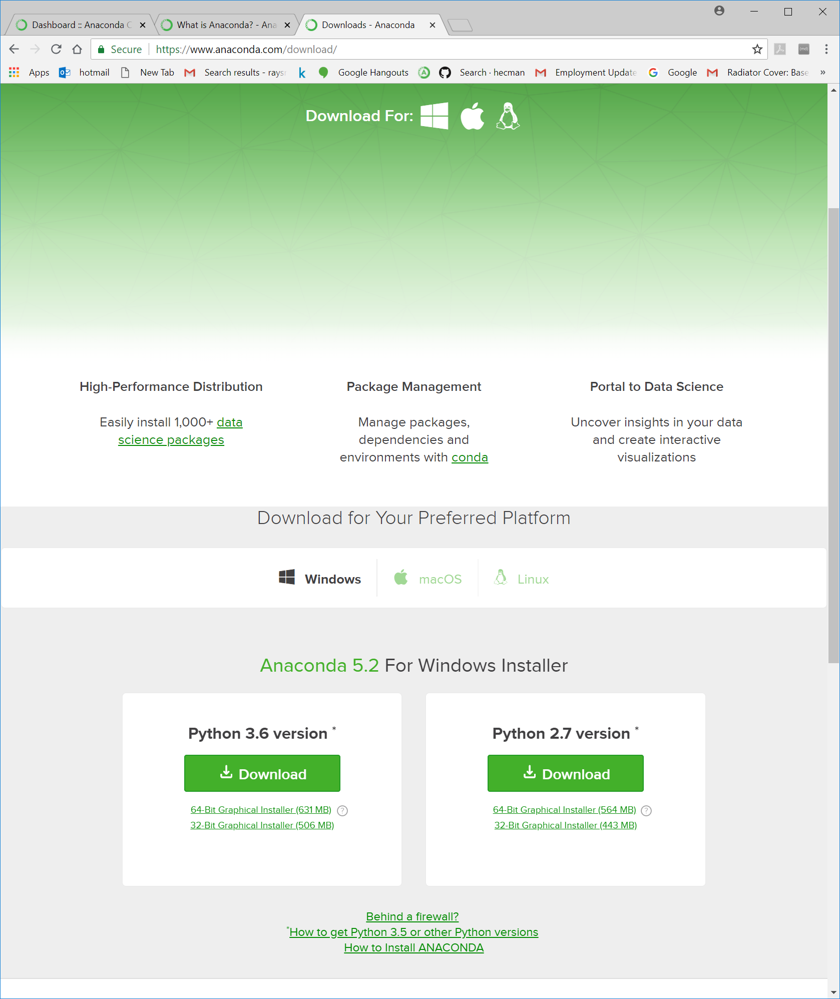 Dashboard :: Anaconda C
What is Anaconda? - Ana
Downloads - Anaconda
Secure
https://www.anaconda.com/download/
(md)
Apps
hotmail
New Tab
Search results - raysr
Google Hangouts
Search · hecman
Employment Update
Google
Radiator Cover: Base
»
Download For:
High-Performance Distribution
Easily install 1,000+ data
science packages
Package Management
Manage packages,
dependencies and
environments with conda
Portal to Data Science
Uncover insights in your data
and create interactive
visualizations
Download for Your Preferred Platform
Windows
macOS
Linux
Anaconda 5.2 For Windows Installer
Python 3.6 version *
Download
64-Bit Graphical Installer (631 MB) ?
32-Bit Graphical Installer (506 MB)
Python 2.7 version *
Download
64-Bit Graphical Installer (564 MB) ?
32-Bit Graphical Installer (443 MB)
Behind a firewall?
*How to get Python 3.5 or other Python versions
How to Install ANACONDA